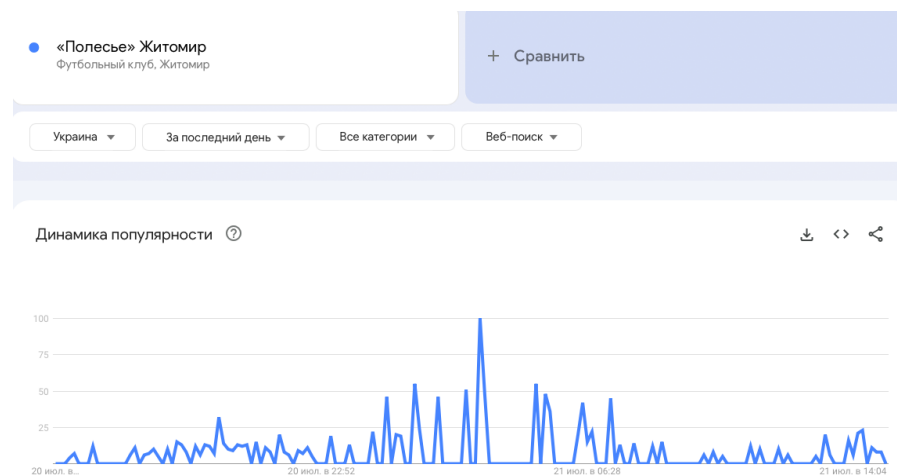 «Полесье» Житомир
Футбольный клуб, Житомир
+ Сравнить
Украина
За последний день
Все категории
Веб-поиск
Динамика популярности
100
75
50
25
20 июл. в…
20 июл. в 22:52
21 июл. в 06:28
21 июл. в 14:04